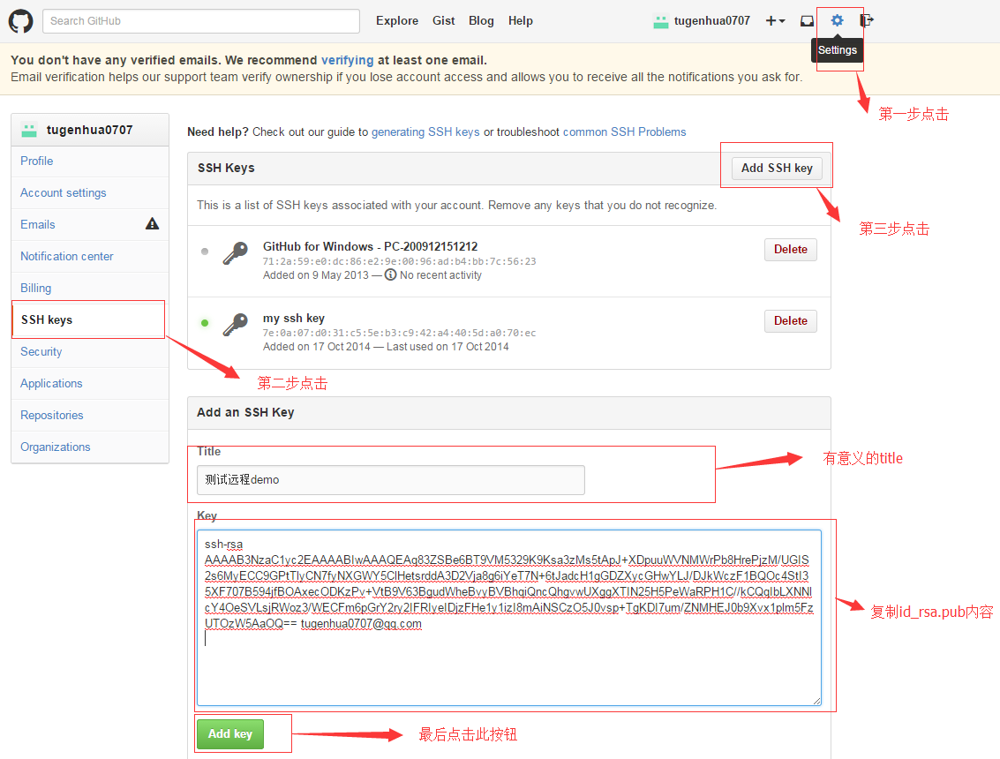 Search GitHub
Explore Gist Blog Help
tugenhua0707
Settings
You don't have any verified emails. We recommend verifying at least one email.
Email verification helps our support team verify ownership if you lose account access and allows you to receive all the notifications you ask for.
第一步点击
tugenhua0707
Profile
Account settings
Emails
Notification center
Billing
SSH keys
Security
Applications
Repositories
Organizations
第二步点击
Need help? Check out our guide to generating SSH keys or troubleshoot common SSH Problems
SSH Keys
Add SSH key
第三步点击
This is a list of SSH keys associated with your account. Remove any keys that you do not recognize.
GitHub for Windows - PC-200912151212
71:2a:59:e0:dc:86:e2:9e:00:96:ad:b4:bb:7c:56:23
Added on 9 May 2013 — No recent activity
Delete
my ssh key
7e:0a:07:d0:31:c5:5e:b3:c9:42:a4:40:5d:a0:70:ec
Added on 17 Oct 2014 — Last used on 17 Oct 2014
Delete
Add an SSH Key
Title
测试远程demo
有意义的title
Key
ssh-rsa
UTOzW5AaOQ== tugenhua0707@qq.com
复制id_rsa.pub内容
Add key
最后点击此按钮